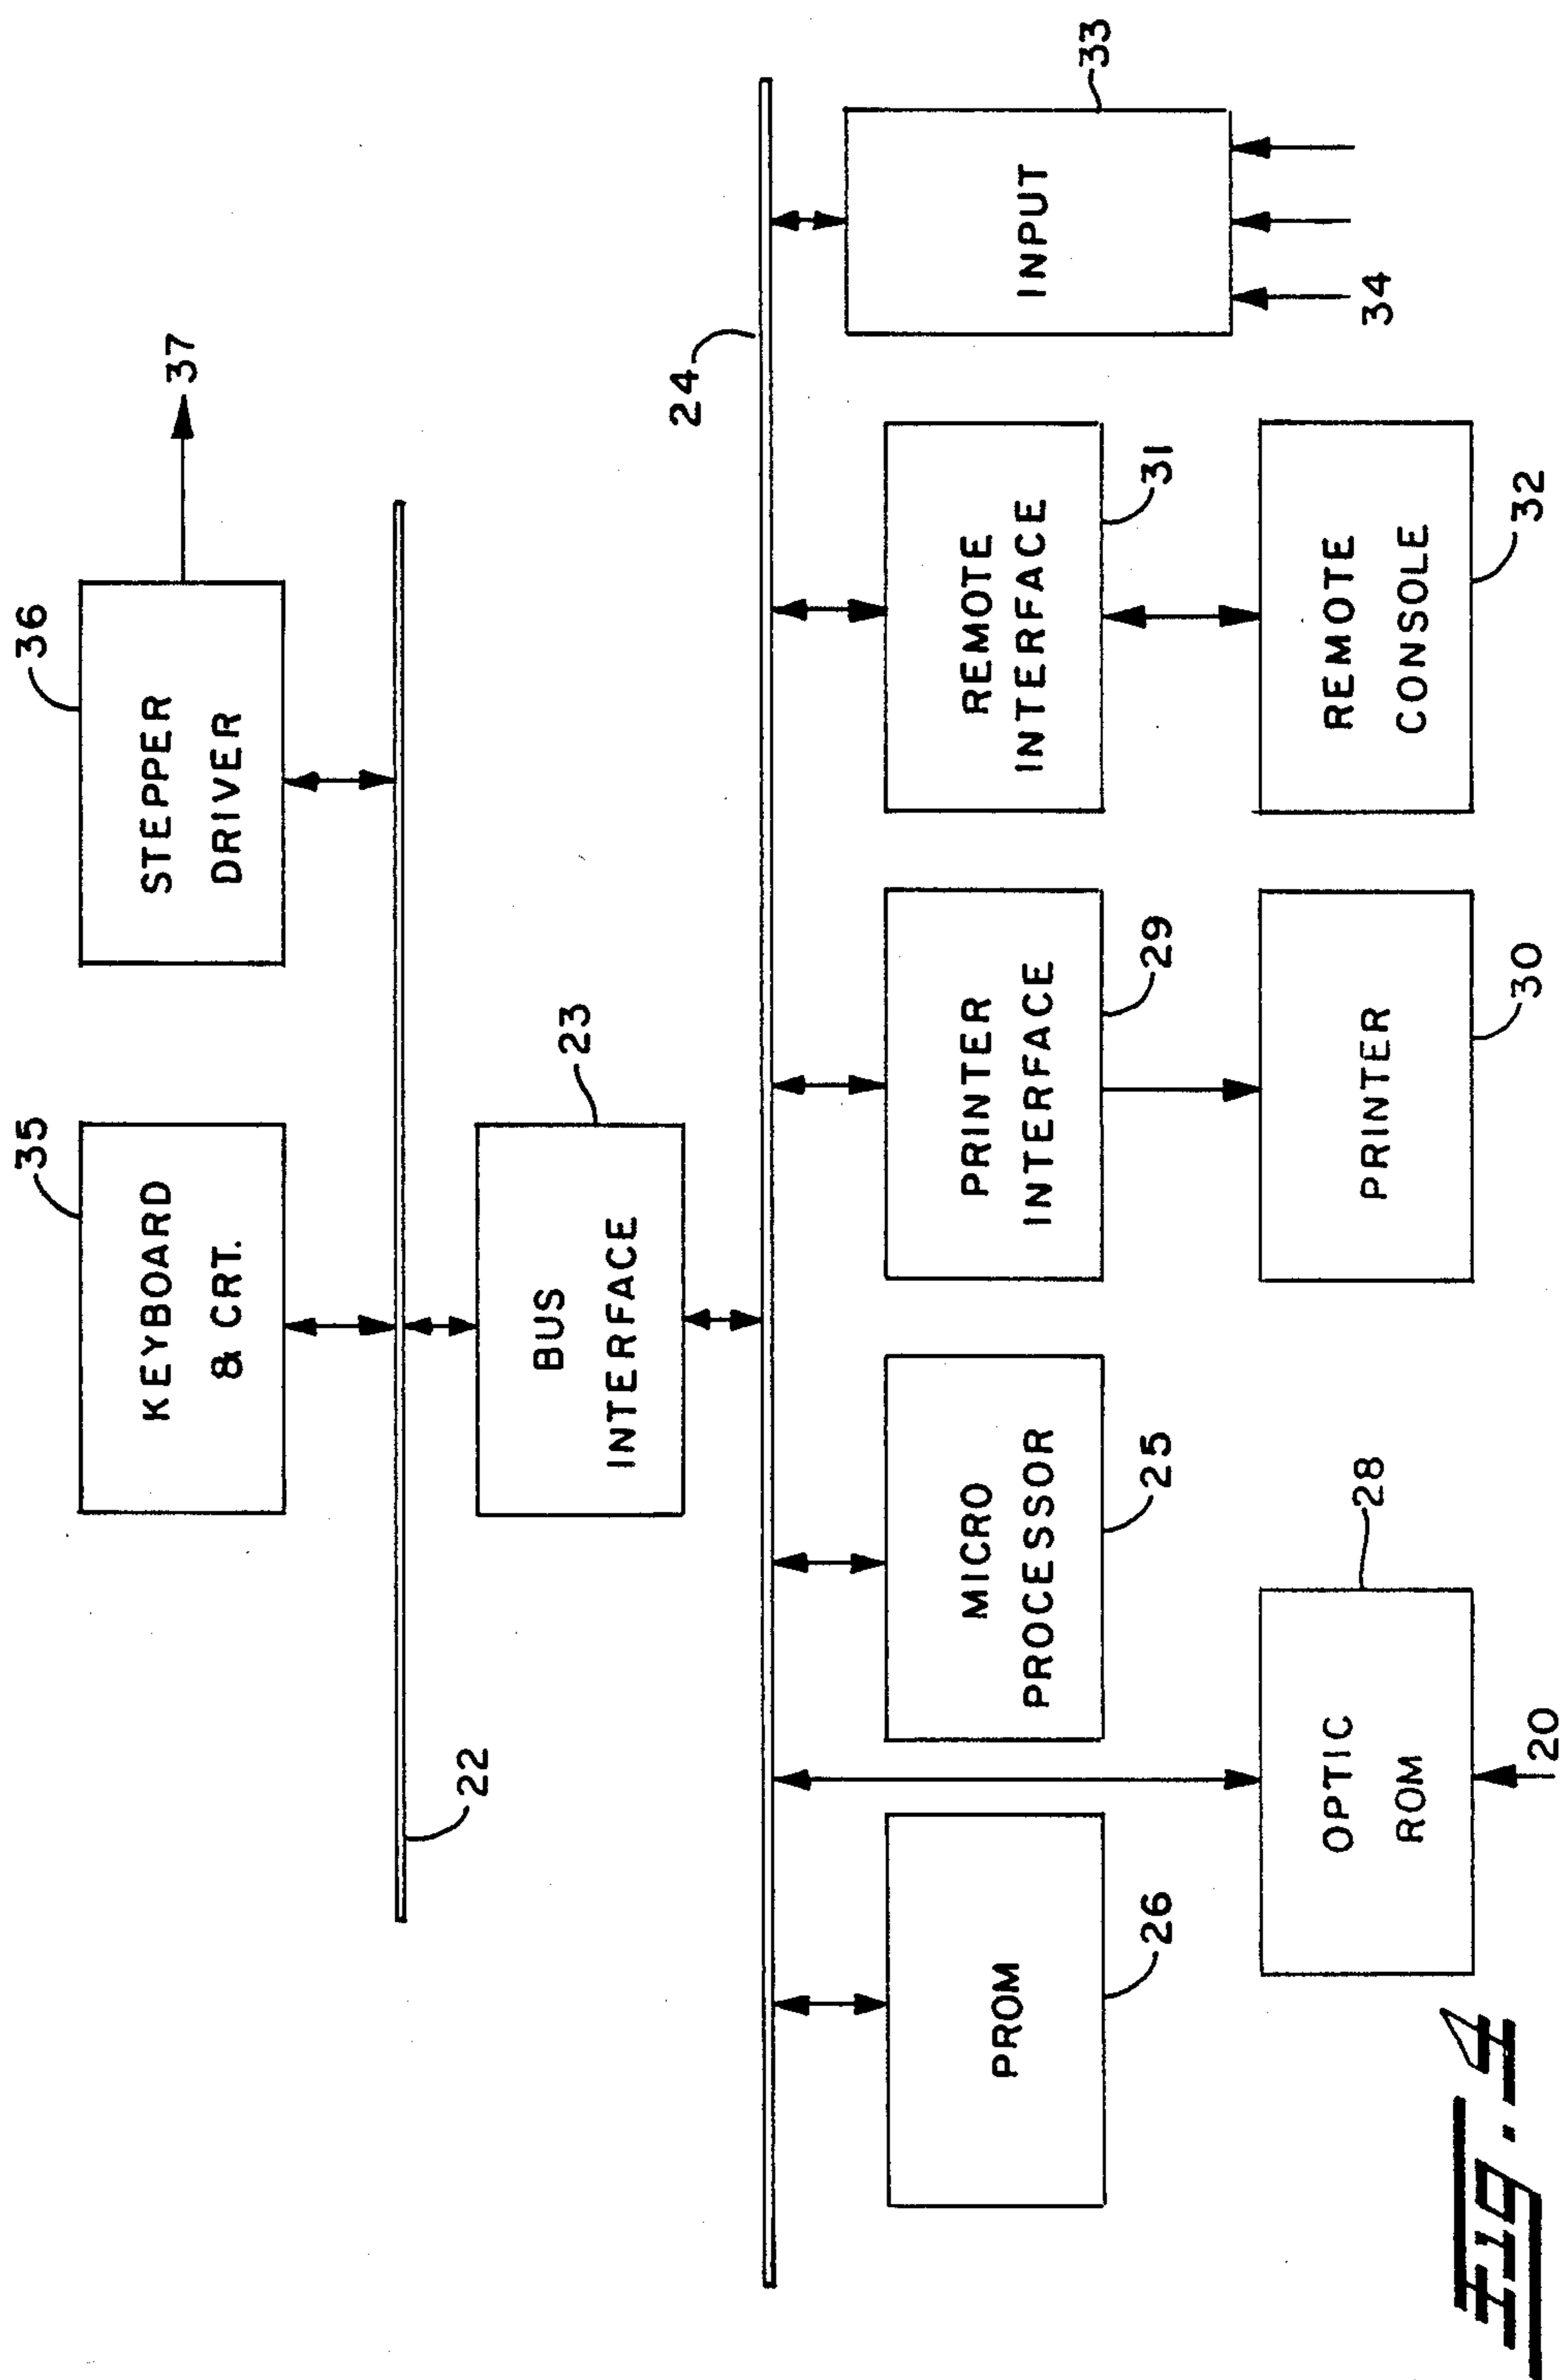 35
KEYBOARD
& CRT.
36
STEPPER
DRIVER
37
22
BUS
INTERFACE
23
24
PROM
26
MICRO
PROCESSOR
25
PRINTER
INTERFACE
29
REMOTE
INTERFACE
31
INPUT
33
34
OPTIC
ROM
28
20
PRINTER
30
REMOTE
CONSOLE
32
Fig. 4